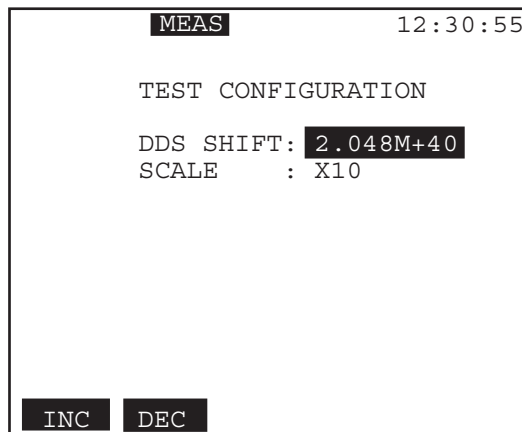 MEAS 12:30:55
TEST CONFIGURATION
DDS SHIFT: 2.048M+40
SCALE : X10
INC DEC